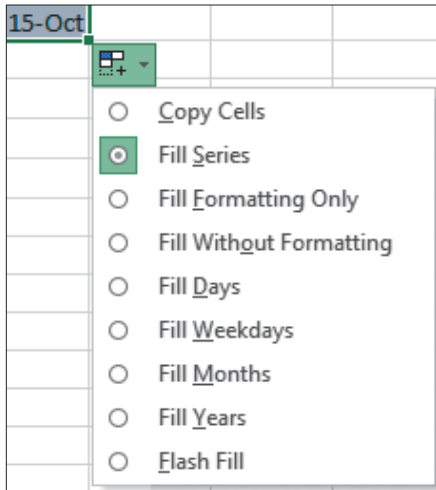 15-Oct
Copy Cells
Fill Series
Fill Formatting Only
Fill Without Formatting
Fill Days
Fill Weekdays
Fill Months
Fill Years
Flash Fill